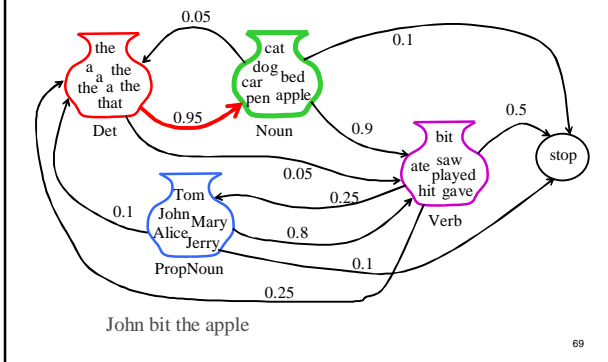 0.05
the
a a the
the a the
that
Det
0.95
cat
dog bed
car
pen apple
Noun
0.1
0.9
bit
ate saw
played
hit gave
Verb
0.5
stop
0.05
0.25
Tom
John Mary
Alice Jerry
PropNoun
0.1
0.8
0.1
0.25
John bit the apple
69